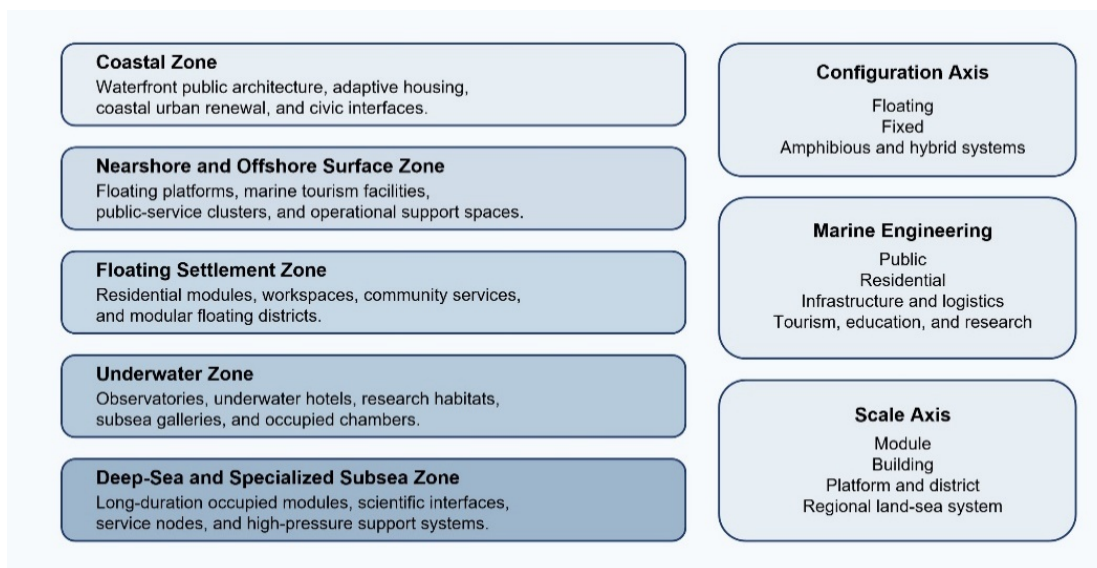 Coastal Zone
Waterfront public architecture, adaptive housing,
coastal urban renewal, and civic interfaces.
Nearshore and Offshore Surface Zone
Floating platforms, marine tourism facilities,
public-service clusters, and operational support spaces.
Floating Settlement Zone
Residential modules, workspaces, community services,
and modular floating districts.
Underwater Zone
Observatories, underwater hotels, research habitats,
subsea galleries, and occupied chambers.
Deep-Sea and Specialized Subsea Zone
Long-duration occupied modules, scientific interfaces,
service nodes, and high-pressure support systems.
Configuration Axis
Floating
Fixed
Amphibious and hybrid systems
Marine Engineering
Public
Residential
Infrastructure and logistics
Tourism, education, and research
Scale Axis
Module
Building
Platform and district
Regional land-sea system